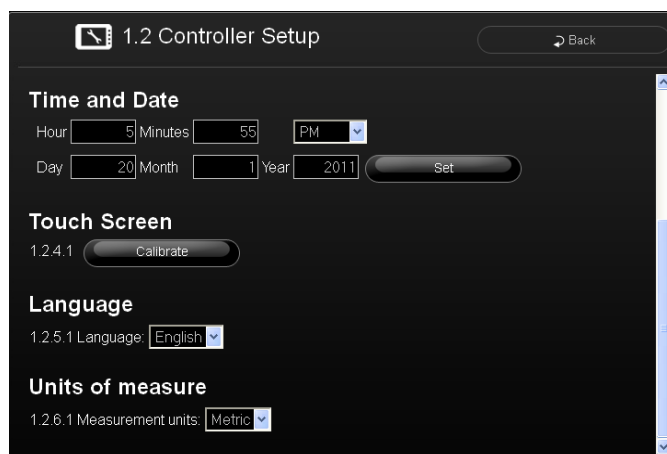 1.2 Controller Setup
Back
Time and Date
Hour 5 Minutes 55 PM
Day 20 Month 1 Year 2011 Set
Touch Screen
1.2.4.1 Calibrate
Language
1.2.5.1 Language: English
Units of measure
1.2.6.1 Measurement units: Metric